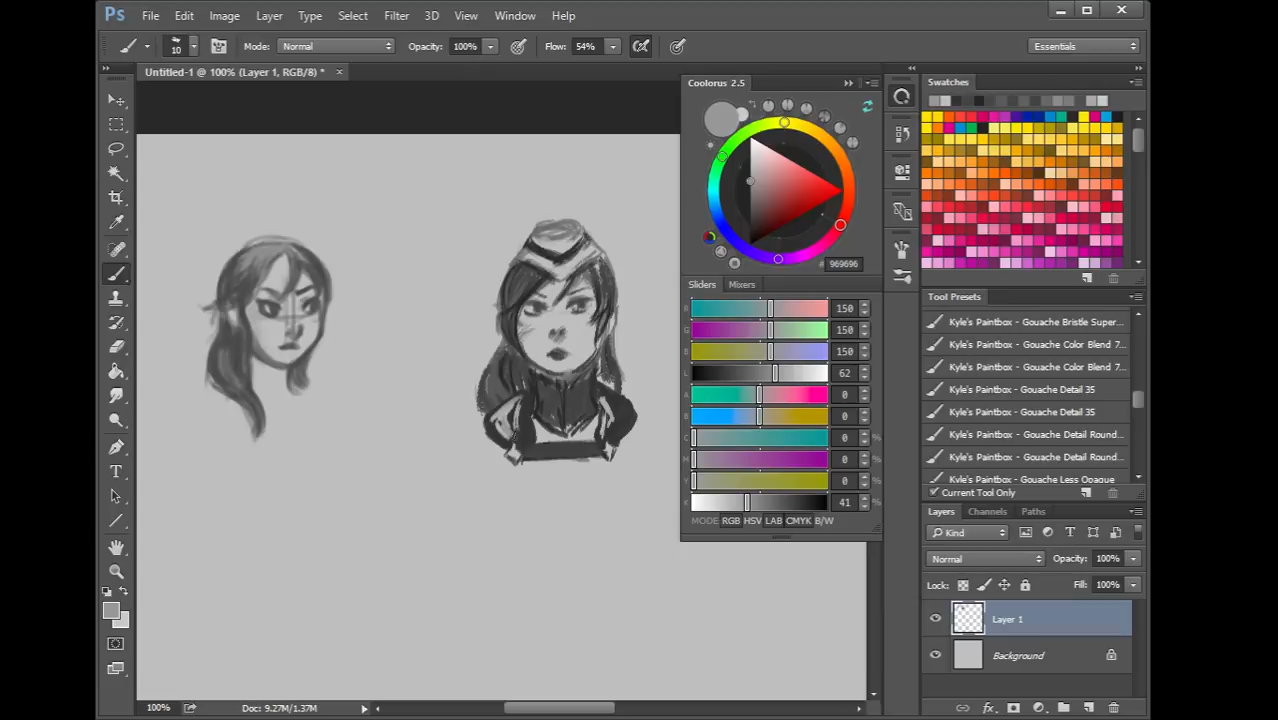 Ps File Edit Image Layer Type Select Filter 3D View Window Help
10 Mode: Normal Opacity: 100% Flow: 54% Essentials
Untitled-1 @ 100% (Layer 1, RGB/8) * ×
Coolorus 2.5
969696
Sliders Mixers
R 150
G 150
B 150
L 62
A 0
B 0
C 0 %
M 0 %
Y 0 %
K 41 %
MODE RGB HSV LAB CMYK B/W
Swatches
Tool Presets
Kyle's Paintbox - Gouache Bristle Super...
Kyle's Paintbox - Gouache Color Blend 7...
Kyle's Paintbox - Gouache Color Blend 7...
Kyle's Paintbox - Gouache Detail 35
Kyle's Paintbox - Gouache Detail 35
Kyle's Paintbox - Gouache Detail Round...
Kyle's Paintbox - Gouache Detail Round...
Kyle's Paintbox - Gouache Less Opaque
Current Tool Only
Layers Channels Paths
Kind
Normal Opacity: 100%
Lock: Fill: 100%
Layer 1
Background
100% Doc: 9.27M/1.37M